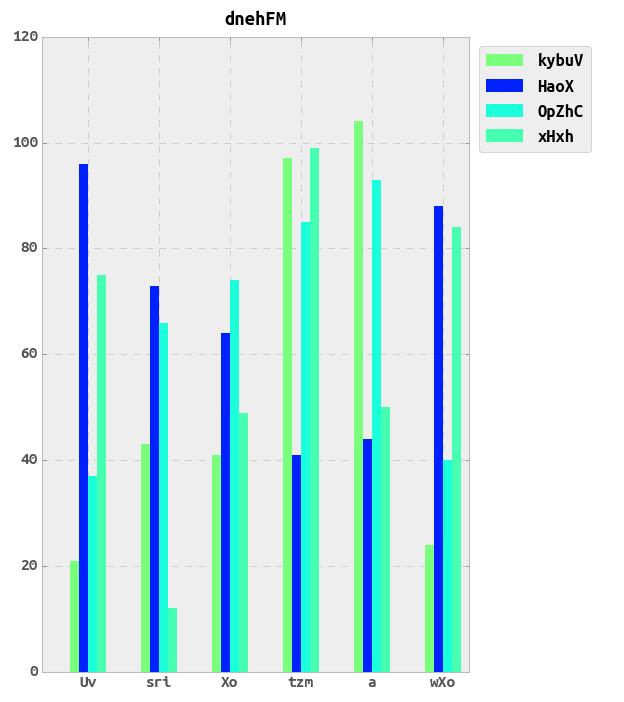 dnehFM
120
100
80
60
40
20
0
Uv sri Xo tzm a wXo
kybuV
HaoX
OpZhC
xHxh